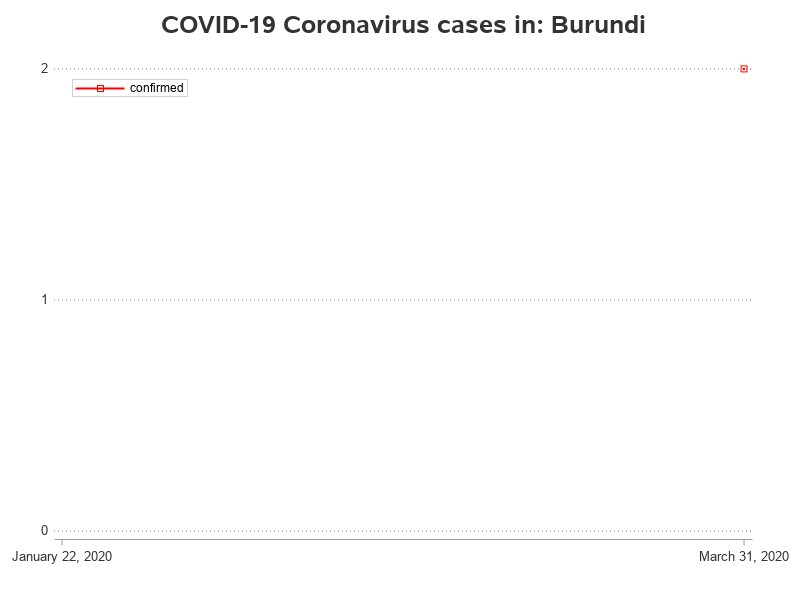 COVID-19 Coronavirus cases in: Burundi
2
confirmed
1
0
January 22, 2020
March 31, 2020